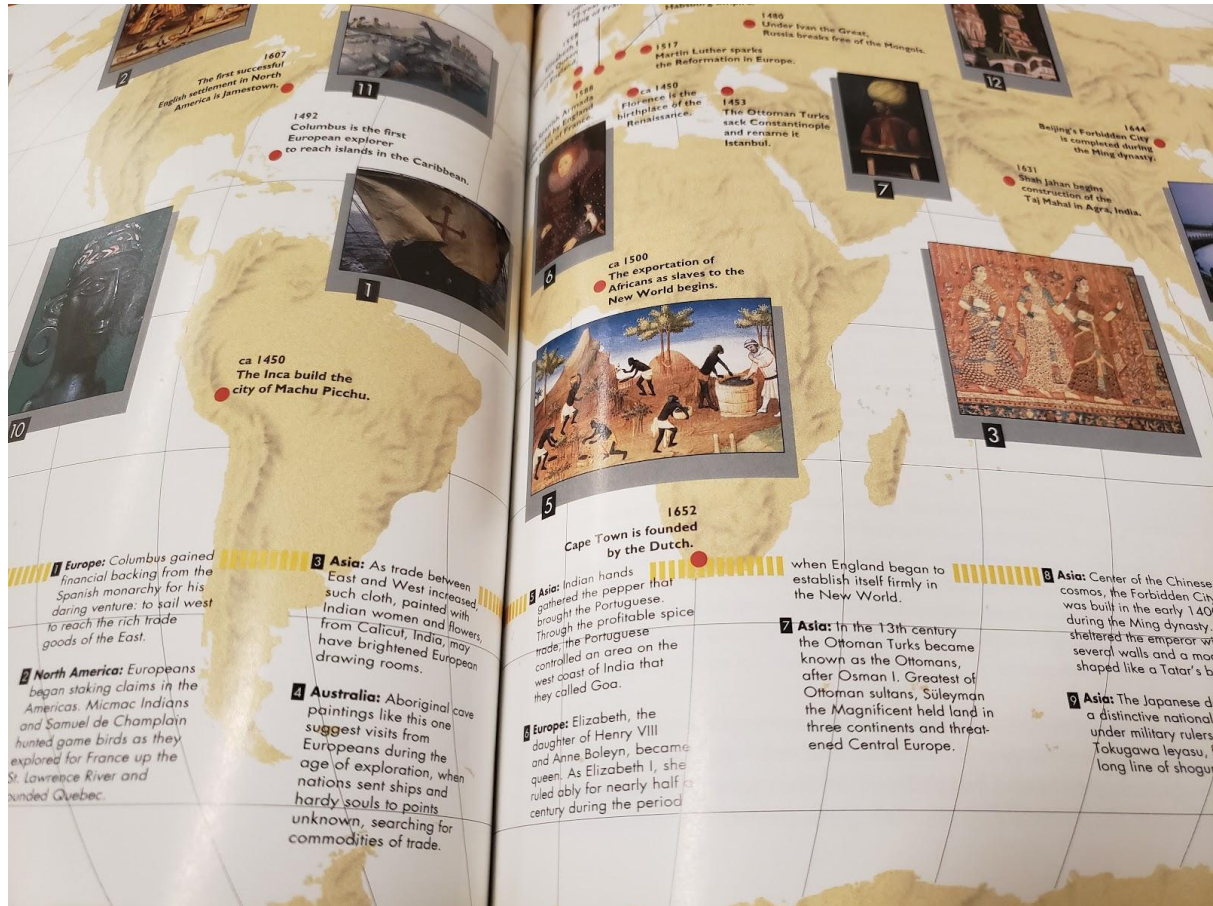 2
1607
The first successful
English settlement in North
America is Jamestown.
11
1492
Columbus is the first
European explorer
to reach islands in the Caribbean.
1
10
ca 1450
The Inca build the
city of Machu Picchu.
1480
Under Ivan the Great,
Russia breaks free of the Mongols.
1517
Martin Luther sparks
the Reformation in Europe.
1588
ca 1450
Florence is the
birthplace of the
Renaissance.
1453
The Ottoman Turks
sack Constantinople
and rename it
Istanbul.
12
7
1644
Beijing's Forbidden City
is completed during
the Ming dynasty.
1631
Shah Jahan begins
construction of the
Taj Mahal in Agra, India.
6
ca 1500
The exportation of
Africans as slaves to the
New World begins.
5
3
1652
Cape Town is founded
by the Dutch.
1 Europe: Columbus gained
financial backing from the
Spanish monarchy for his
daring venture: to sail west
to reach the rich trade
goods of the East.
2 North America: Europeans
began staking claims in the
Americas. Micmac Indians
and Samuel de Champlain
hunted game birds as they
explored for France up the
St. Lawrence River and
founded Quebec.
3 Asia: As trade between
East and West increased,
such cloth, painted with
Indian women and flowers,
from Calicut, India, may
have brightened European
drawing rooms.
4 Australia: Aboriginal cave
paintings like this one
suggest visits from
Europeans during the
age of exploration, when
nations sent ships and
hardy souls to points
unknown, searching for
commodities of trade.
5 Asia: Indian hands
gathered the pepper that
brought the Portuguese.
Through the profitable spice
trade, the Portuguese
controlled an area on the
west coast of India that
they called Goa.
6 Europe: Elizabeth, the
daughter of Henry VIII
and Anne Boleyn, became
queen. As Elizabeth I, she
ruled ably for nearly half a
century during the period
when England began to
establish itself firmly in
the New World.
7 Asia: In the 13th century
the Ottoman Turks became
known as the Ottomans,
after Osman I. Greatest of
Ottoman sultans, Süleyman
the Magnificent held land in
three continents and threat-
ened Central Europe.
8 Asia: Center of the Chinese
cosmos, the Forbidden Cit
was built in the early 140
during the Ming dynasty.
sheltered the emperor w
several walls and a mo
shaped like a Tatar's b
9 Asia: The Japanese d
a distinctive national
under military rulers
Tokugawa Ieyasu,
long line of shogu